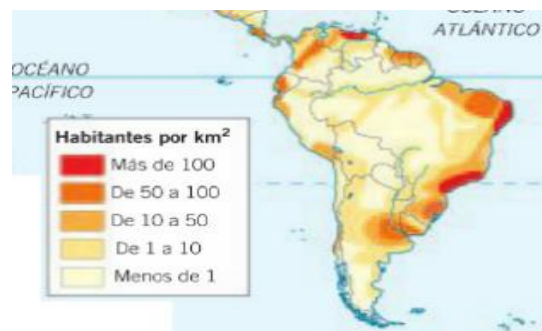 OCÉANO
ATLÁNTICO
OCÉANO
PACÍFICO
Habitantes por km²
Más de 100
De 50 a 100
De 10 a 50
De 1 a 10
Menos de 1